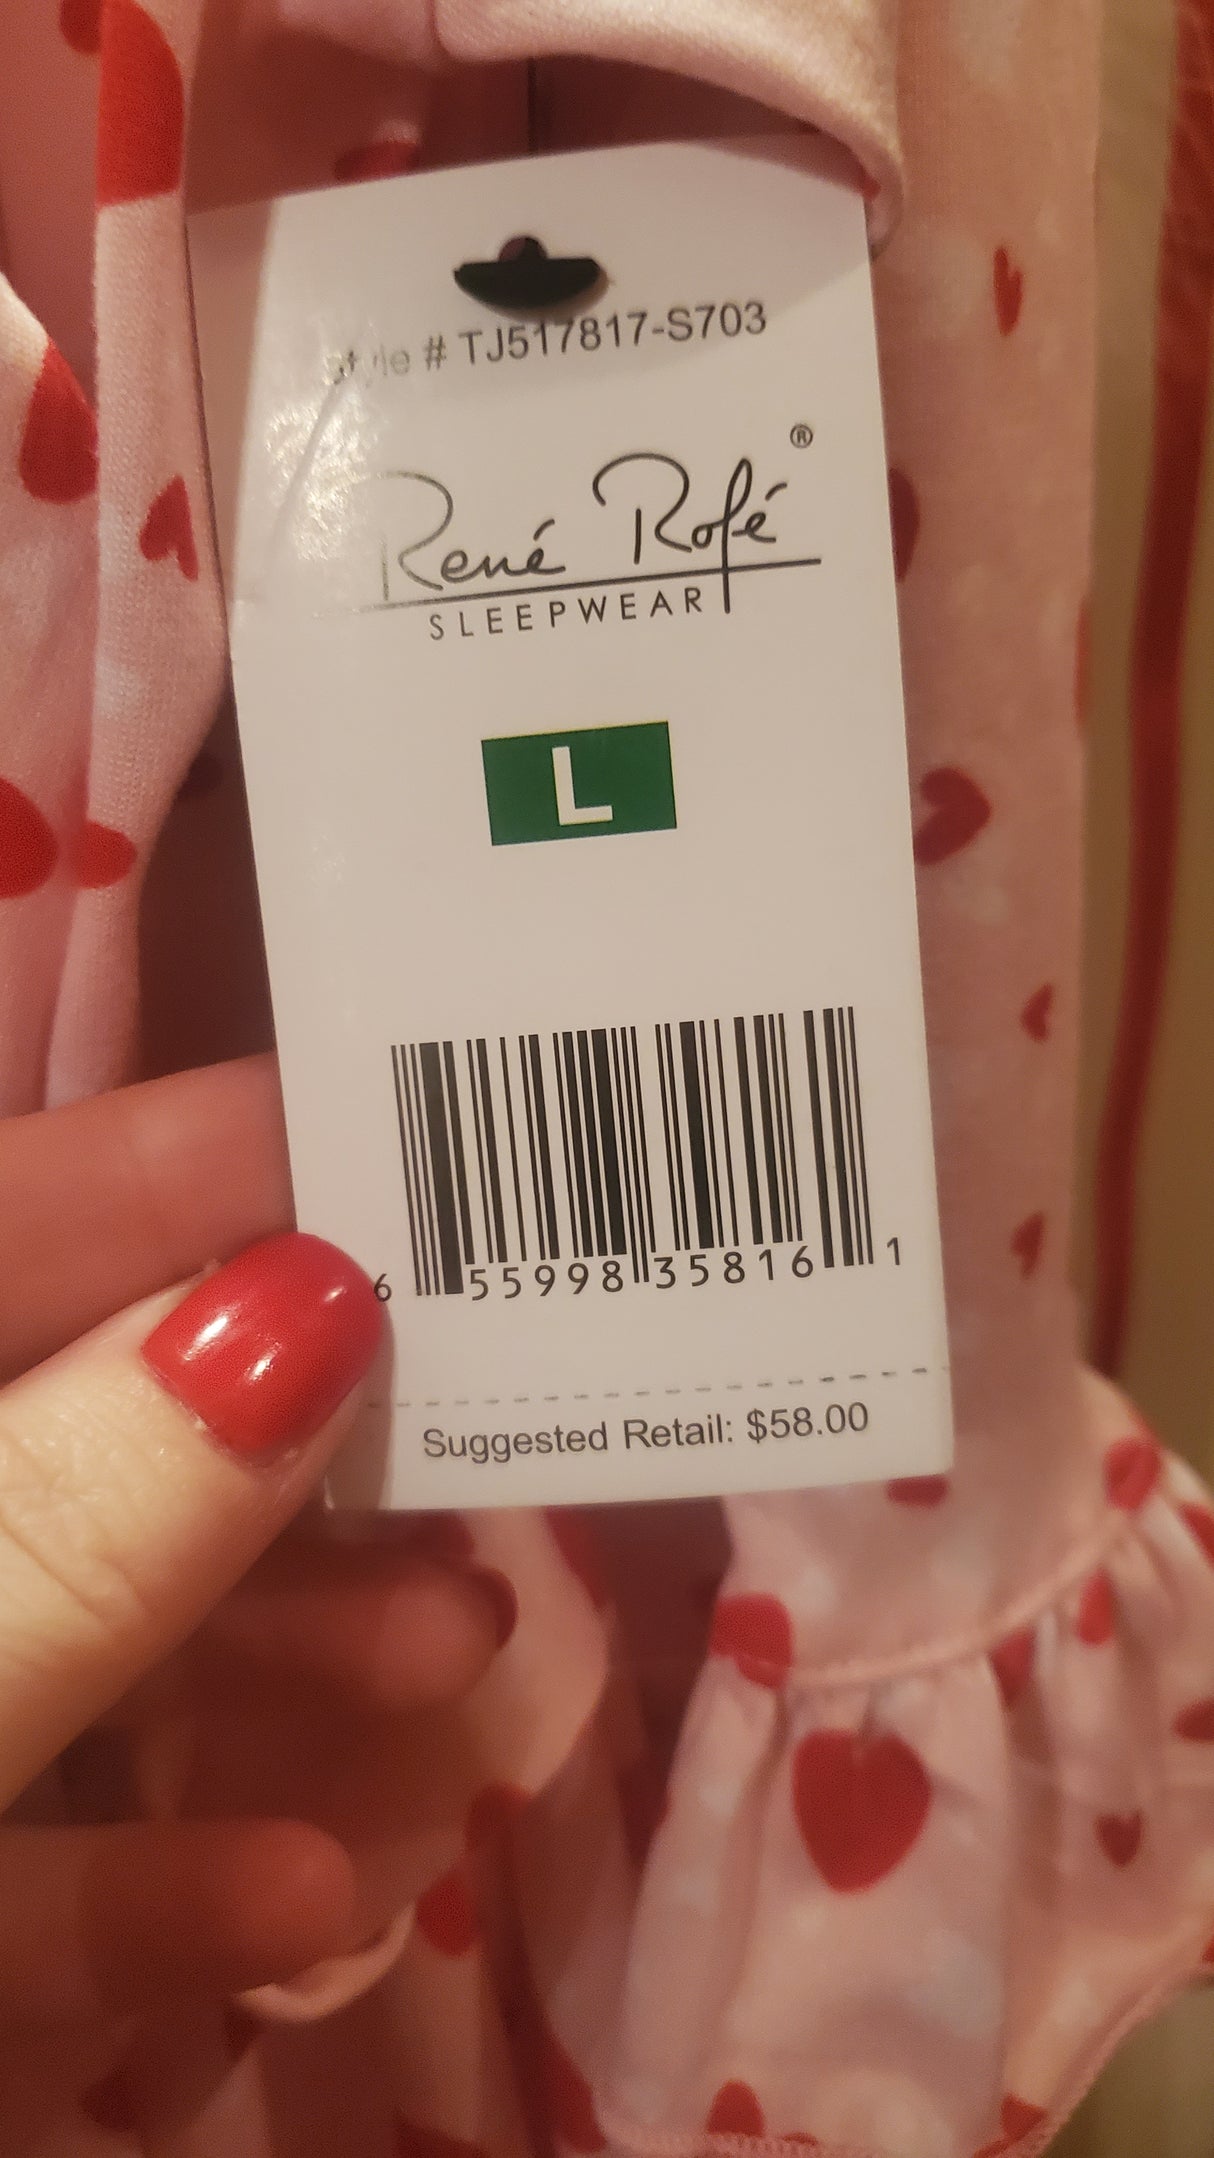 Style # TJ517817-S703
René Rofé®
SLEEPWEAR
L
6 55998 35816 1
Suggested Retail: $58.00